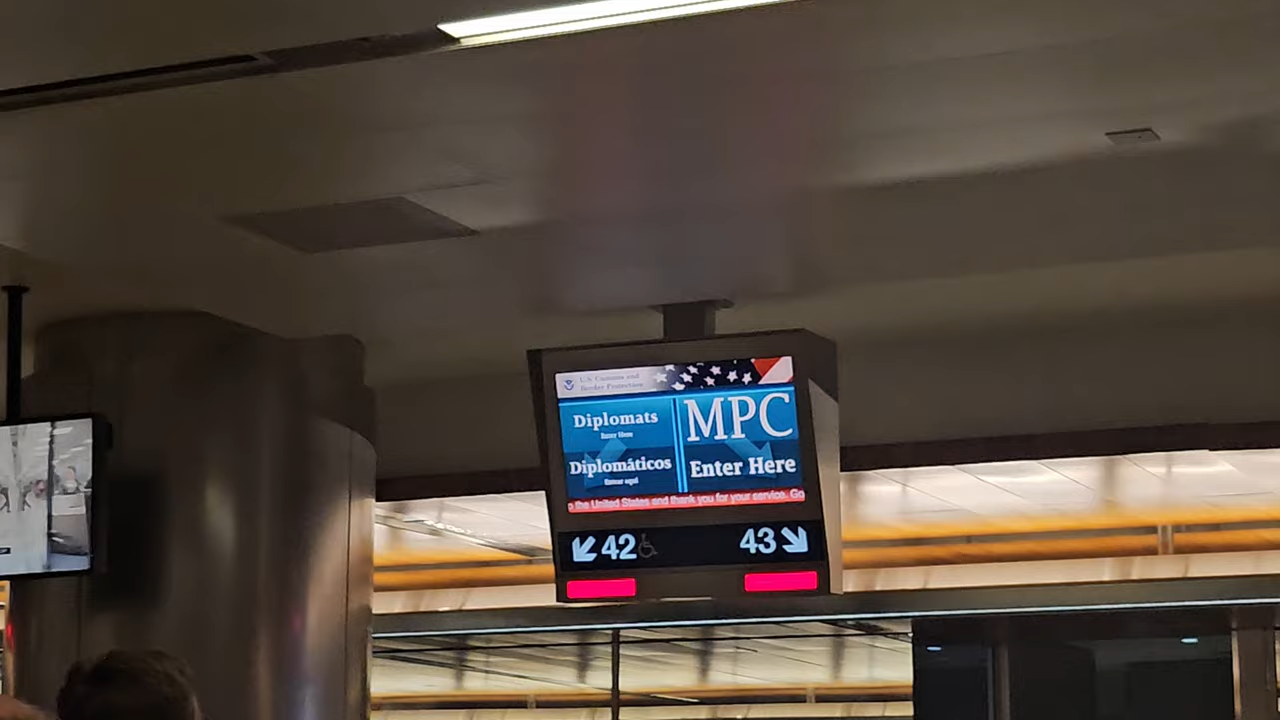 U.S. Customs and
Border Protection
Diplomats
Enter Here
Diplomáticos
Entrar aquí
MPC
Enter Here
o the United States and thank you for your service. Go
42
43